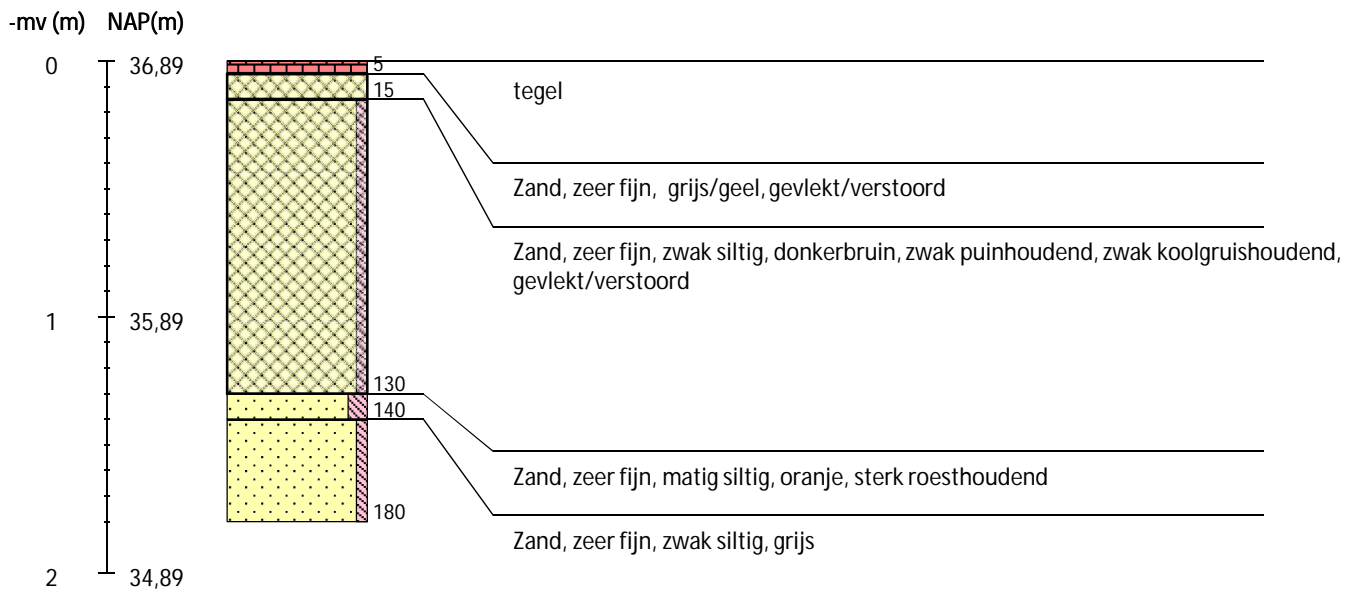 -mv (m) NAP(m)
0 36,89
5
tegel
15
Zand, zeer fijn, grijs/geel, gevlekt/verstoord
Zand, zeer fijn, zwak siltig, donkerbruin, zwak puinhoudend, zwak koolgruishoudend,
gevlekt/verstoord
1 35,89
130
140
Zand, zeer fijn, matig siltig, oranje, sterk roesthoudend
180
Zand, zeer fijn, zwak siltig, grijs
2 34,89